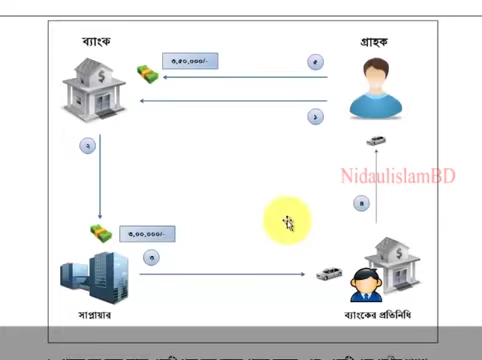 ব্যাংক
গ্রাহক
৩,৫০,০০০/-
৫
১
২
NidaulislamBD
৪
৩,০০,০০০/-
৩
সাপ্লায়ার
ব্যাংকের প্রতিনিধি